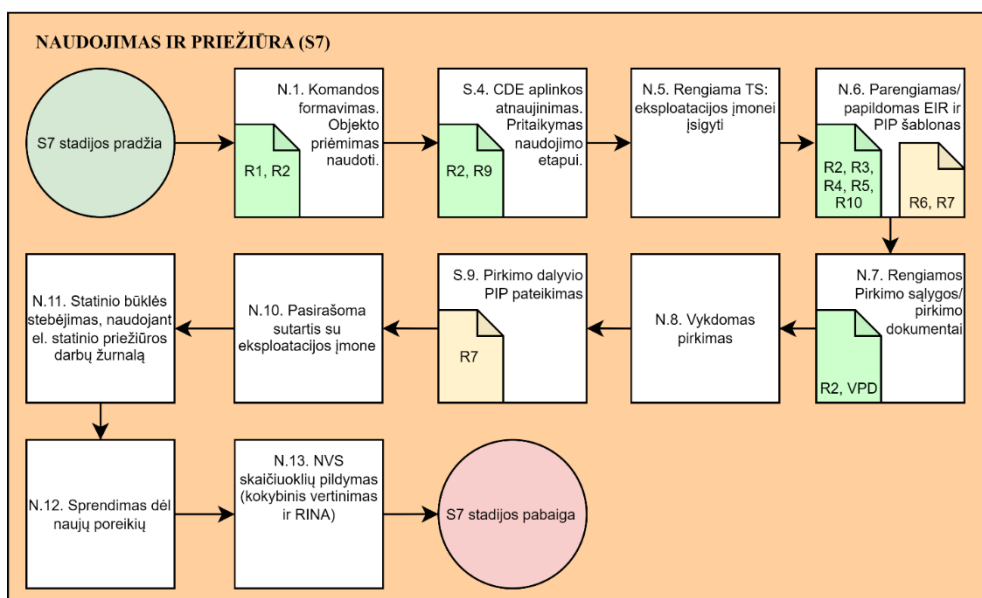 NAUDOJIMAS IR PRIEŽIŪRA (S7)
S7 stadijos pradžia
N.1. Komandos
formavimas.
Objekto
priėmimas
naudoti.
R1, R2
S.4. CDE aplinkos
atnaujinimas.
Pritaikymas
naudojimo
etapui.
R2, R9
N.5. Rengiama TS:
eksploatacijos įmonei
įsigyti
N.6. Parengiamas/
papildomas EIR ir
PIP šablonas
R2, R3,
R4, R5,
R10
R6, R7
N.7. Rengiamos
Pirkimo sąlygos/
pirkimo
dokumentai
R2, VPD
N.8. Vykdomas
pirkimas
S.9. Pirkimo dalyvio
PIP pateikimas
R7
N.10. Pasirašoma
sutartis su
eksploatacijos įmone
N.11. Statinio būklės
stebėjimas, naudojant
el. statinio priežiūros
darbų žurnalą
N.12. Sprendimas dėl
naujų poreikių
N.13. NVS
skaičiuoklių pildymas
(kokybinis vertinimas
ir RINA)
S7 stadijos pabaiga